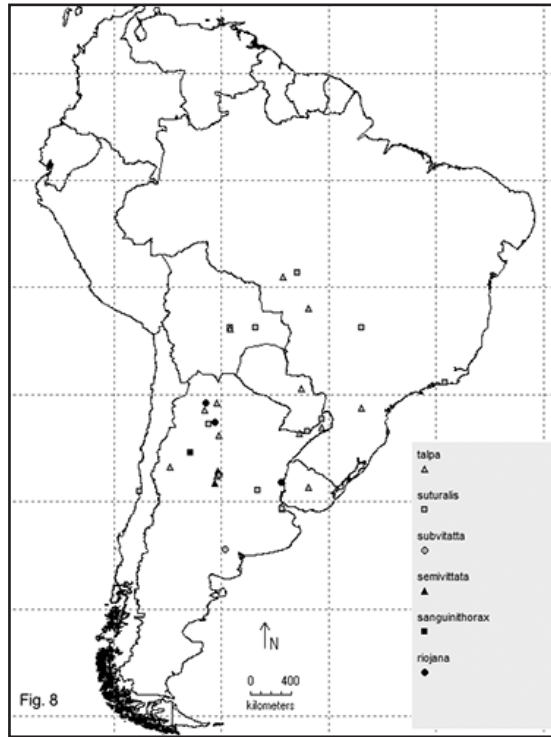 talpa
suturalis
subvitatta
semivittata
sanguinithorax
riojana
N
0 400
kilometers
Fig. 8